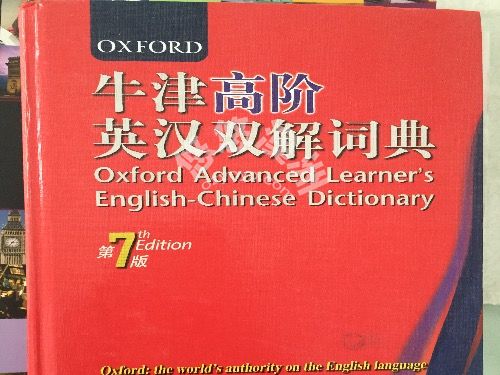 OXFORD
牛津高阶
英汉双解词典
Oxford Advanced Learner's
English-Chinese Dictionary
第7th Edition版
Oxford: the world's authority on the English language